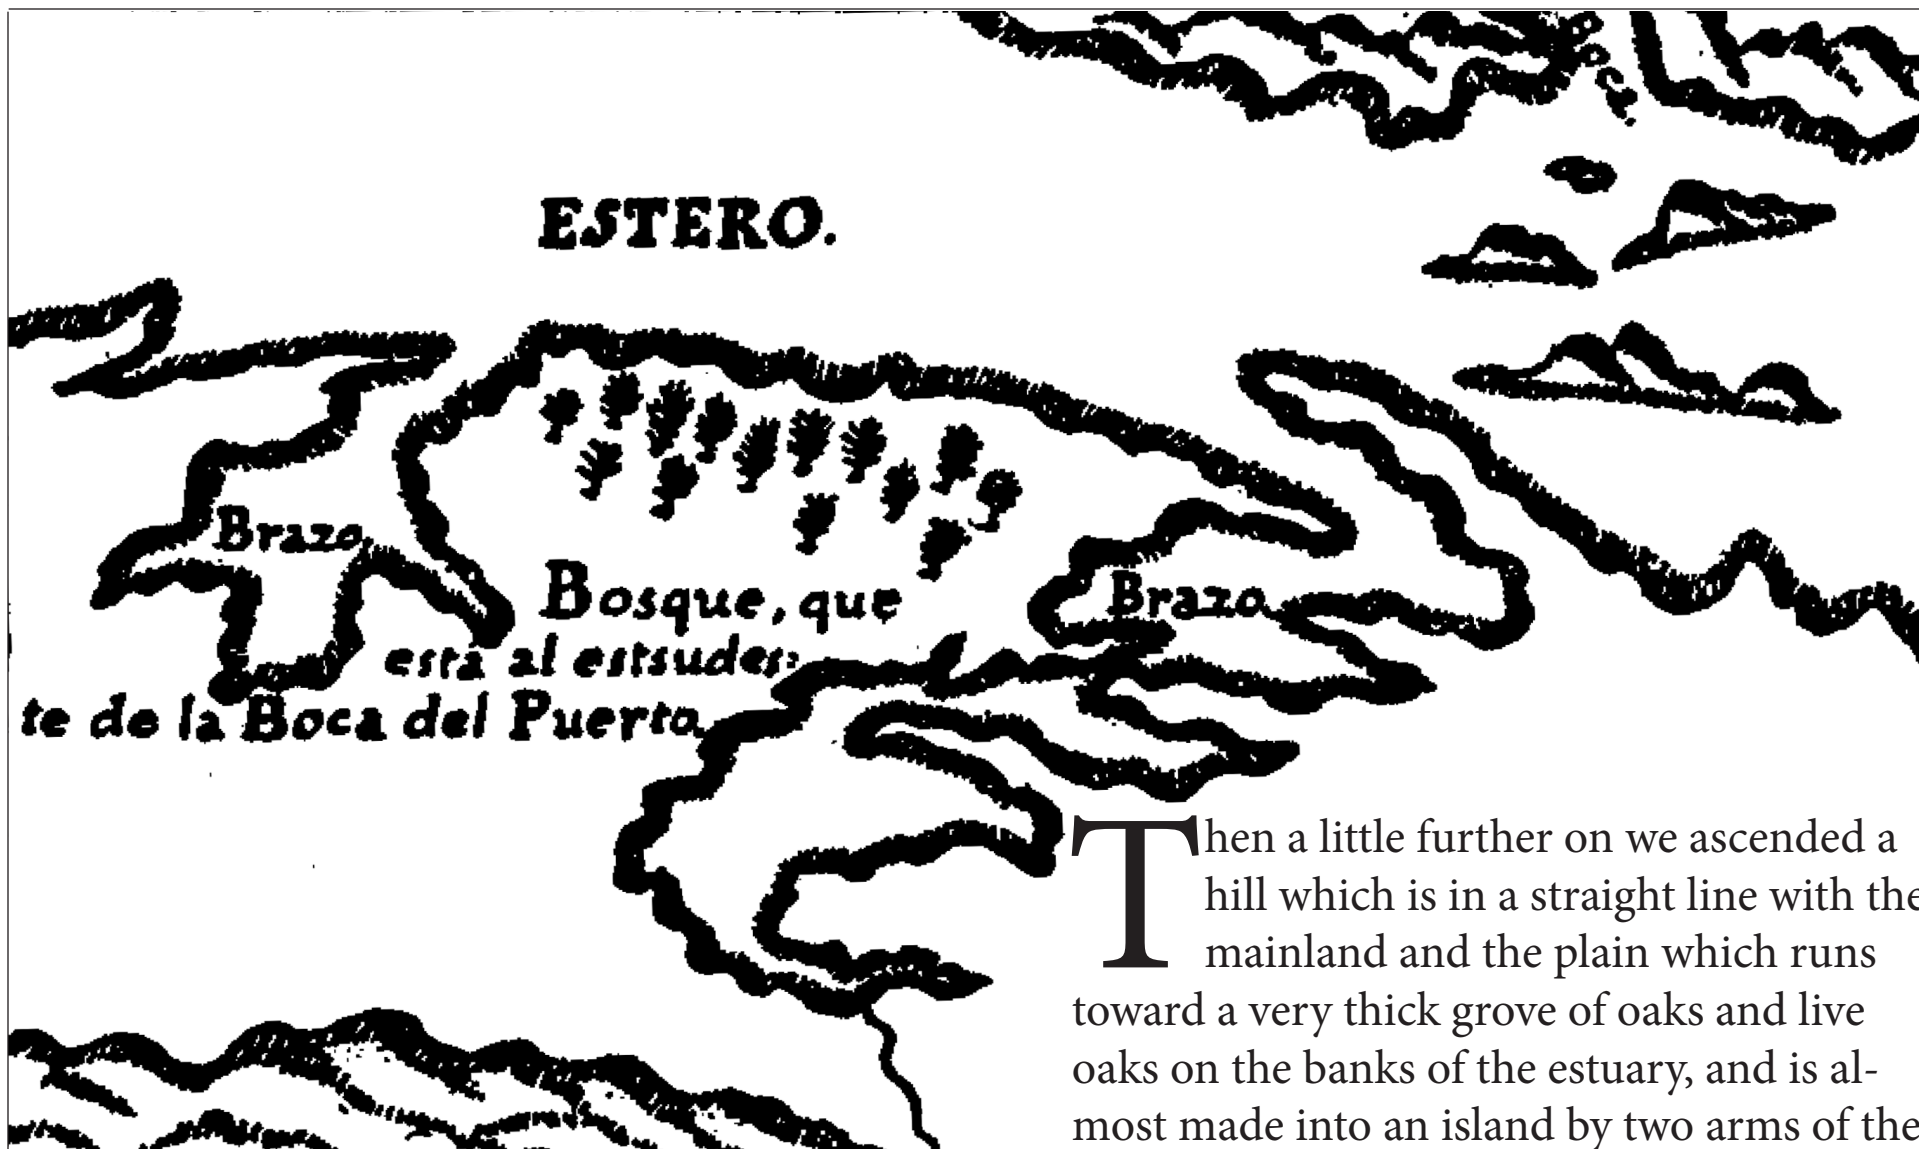 ESTERO.
Brazo
Brazo
Bosque, que
està al estsudes:
te de la Boca del Puerto.
Then a little further on we ascended a
hill which is in a straight line with the
mainland and the plain which runs
toward a very thick grove of oaks and live
oaks on the banks of the estuary, and is al-
most made into an island by two arms of the